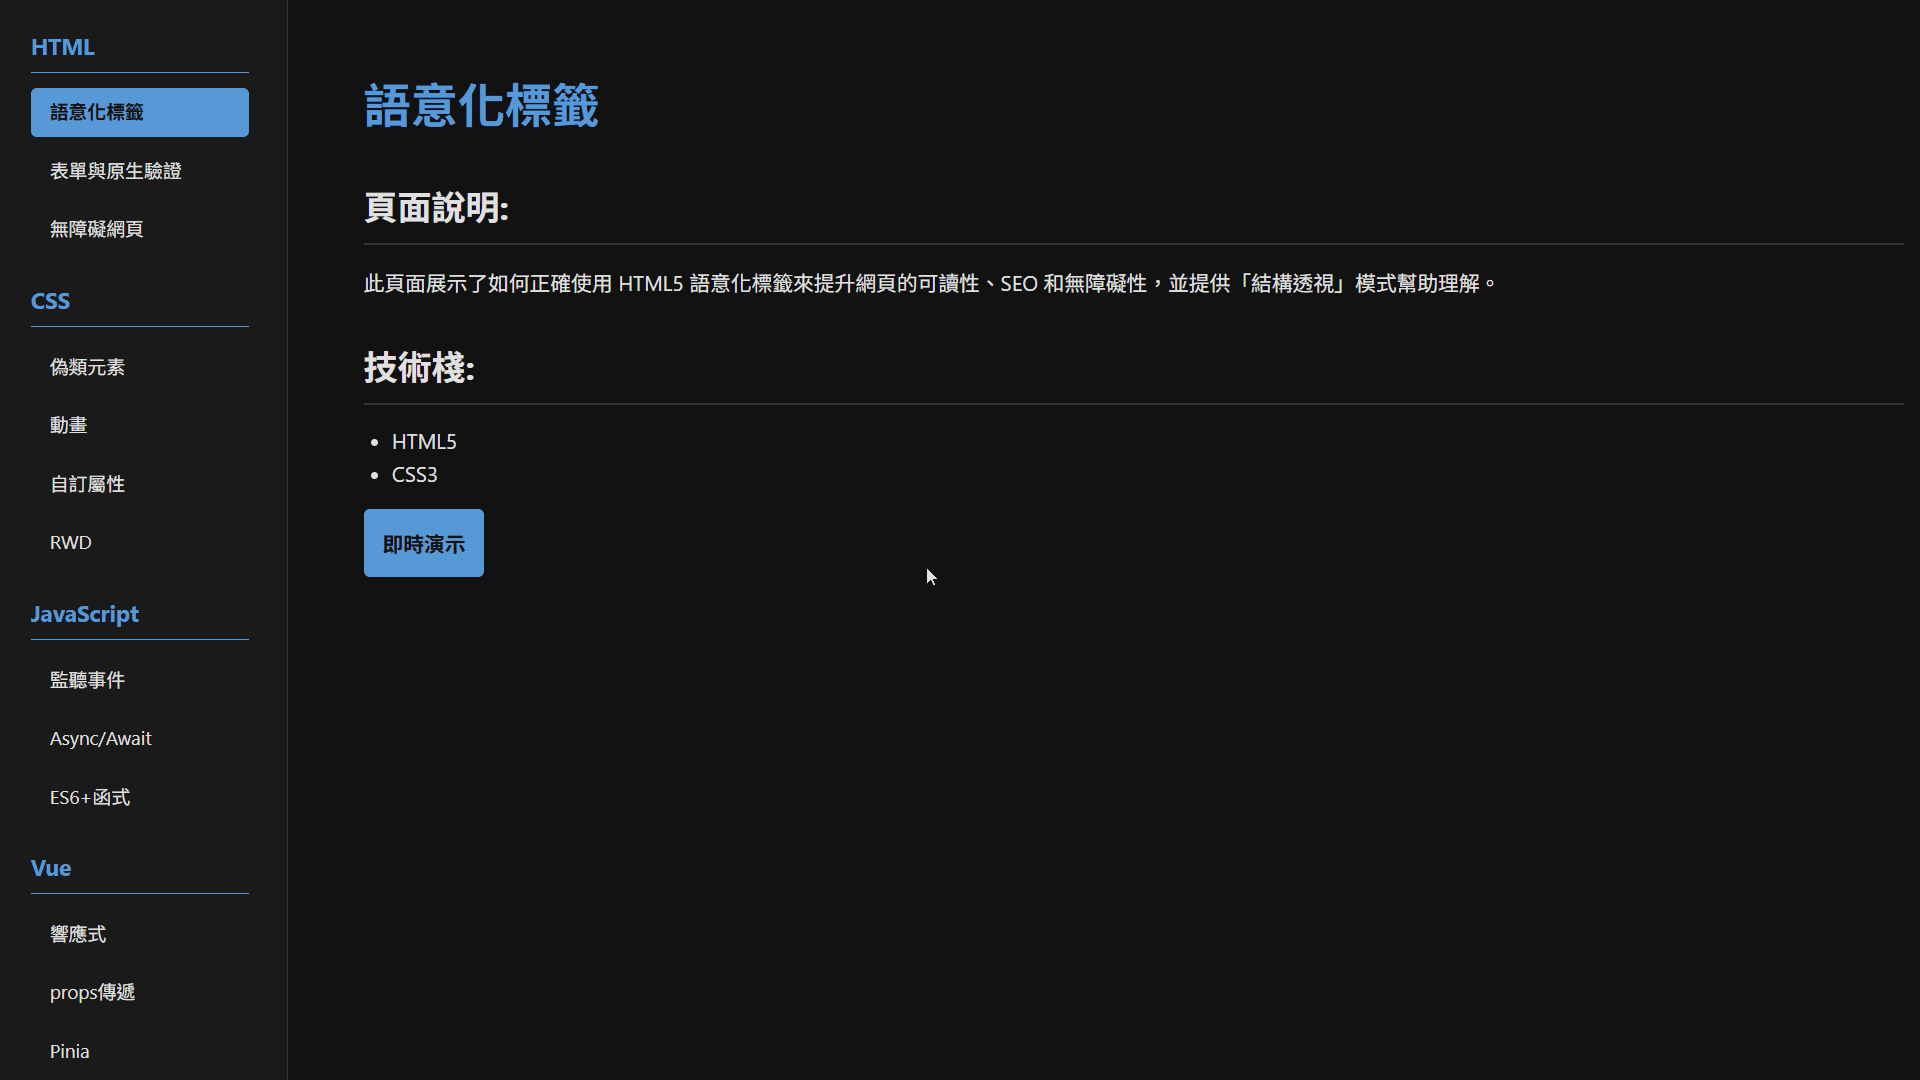 HTML
語意化標籤
表單與原生驗證
無障礙網頁
CSS
偽類元素
動畫
自訂屬性
RWD
JavaScript
監聽事件
Async/Await
ES6+函式
Vue
響應式
props傳遞
Pinia
語意化標籤
頁面說明:
此頁面展示了如何正確使用 HTML5 語意化標籤來提升網頁的可讀性、SEO 和無障礙性，並提供「結構透視」模式幫助理解。
技術棧:
HTML5
CSS3
即時演示